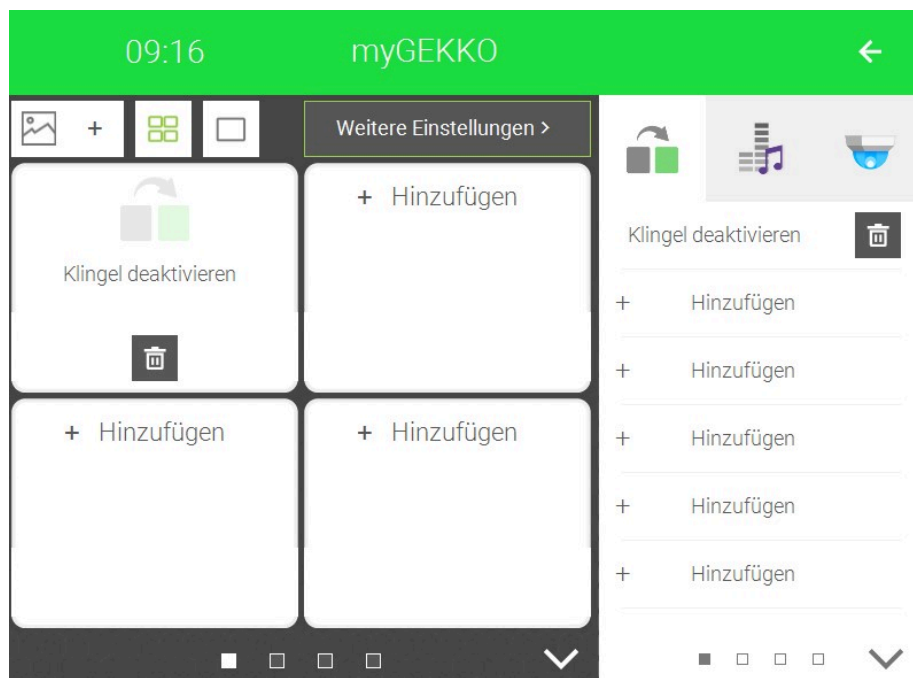 09:16
myGEKKO
+
Weitere Einstellungen >
Klingel deaktivieren
+ Hinzufügen
+ Hinzufügen
+ Hinzufügen
Klingel deaktivieren
+ Hinzufügen
+ Hinzufügen
+ Hinzufügen
+ Hinzufügen
+ Hinzufügen